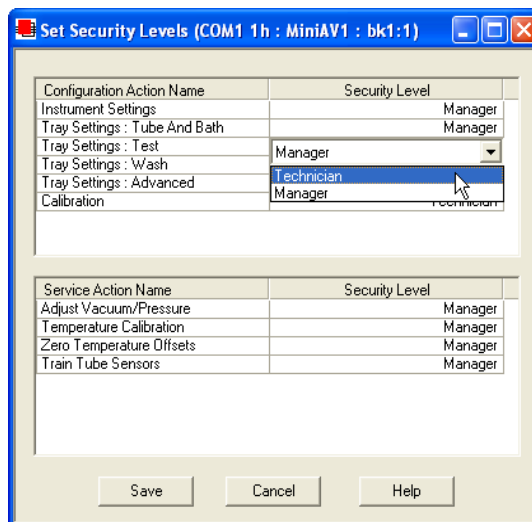 Set Security Levels (COM1 1h : MiniAV1 : bk1:1)
Configuration Action Name Security Level
Instrument Settings Manager
Tray Settings : Tube And Bath Manager
Tray Settings : Test Manager
Tray Settings : Wash Technician
Tray Settings : Advanced Manager
Calibration Technician
Service Action Name Security Level
Adjust Vacuum/Pressure Manager
Temperature Calibration Manager
Zero Temperature Offsets Manager
Train Tube Sensors Manager
Save Cancel Help